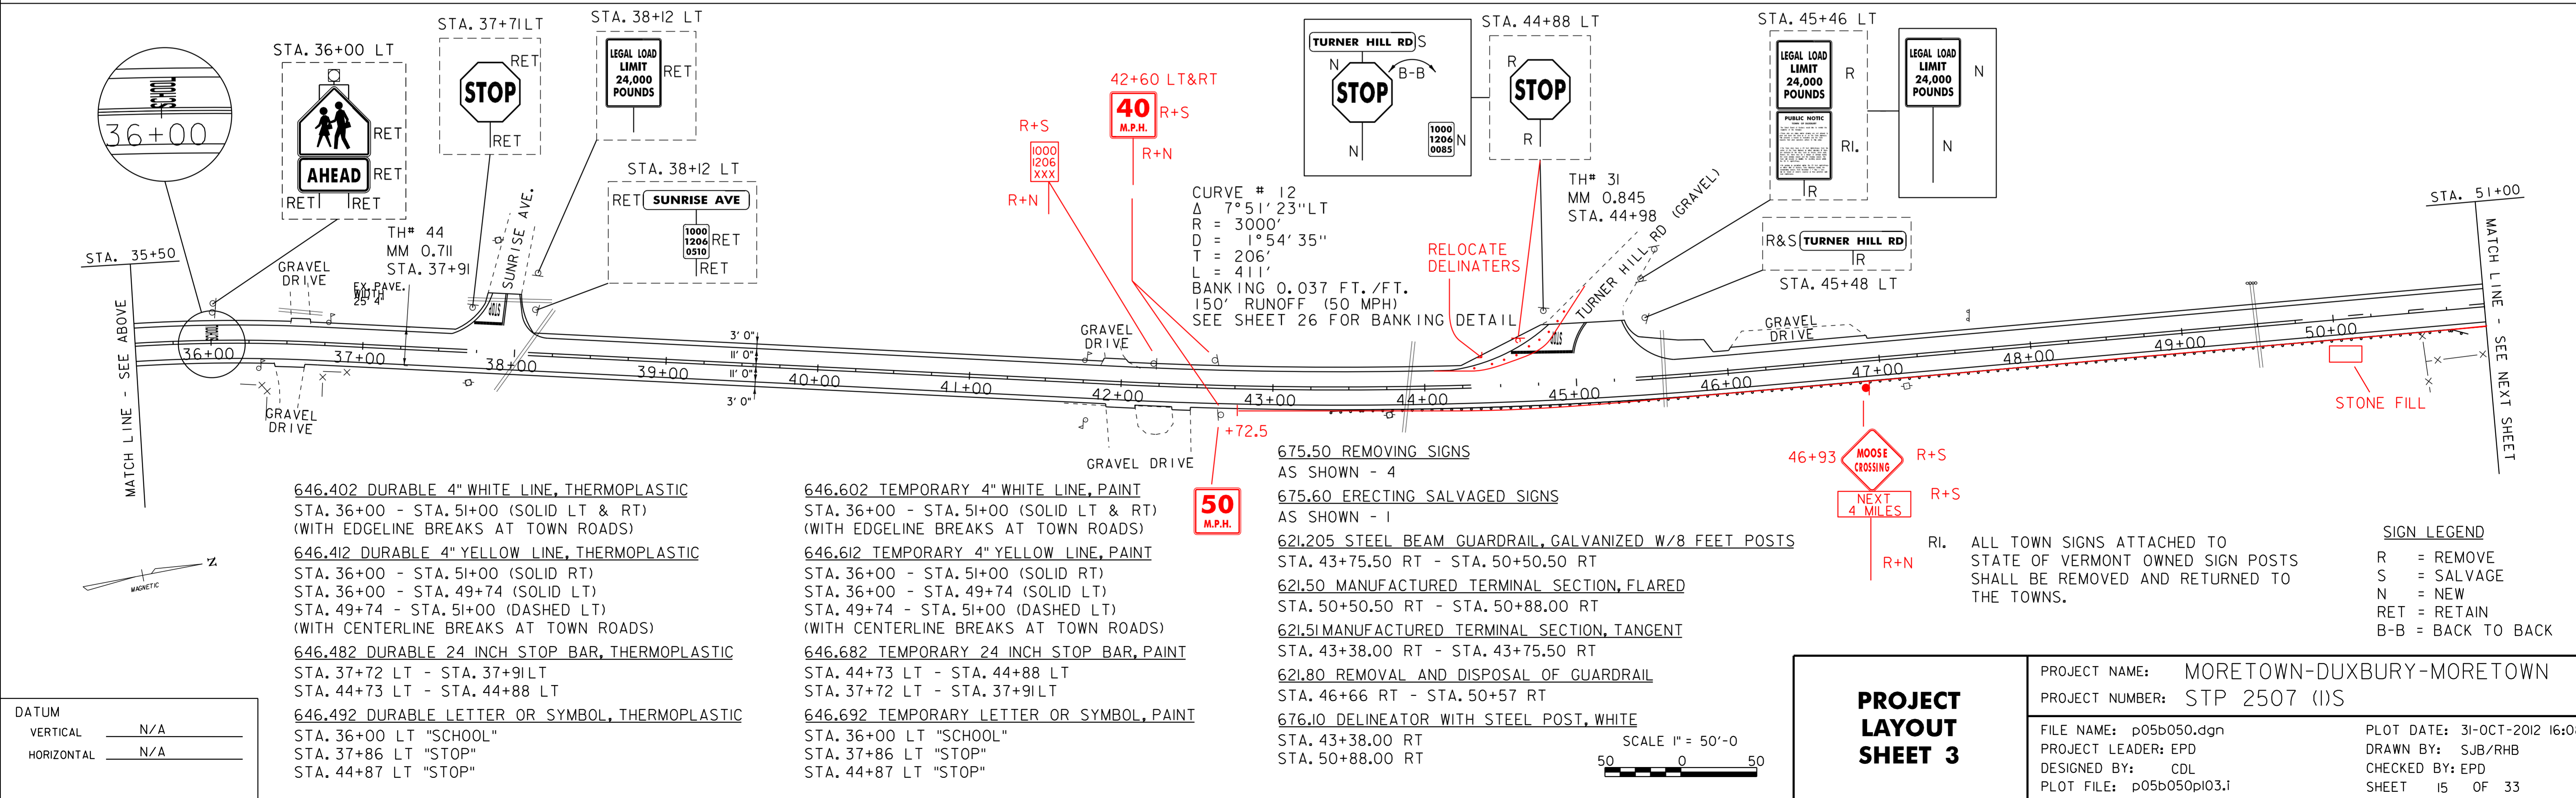 STA. 36+00 LT
AHEAD
RET
RET
RET
RET
SCHOOL
36+00
STA. 37+71 LT
RET
STOP
RET
STA. 38+12 LT
LEGAL LOAD
LIMIT
24,000
POUNDS
RET
STA. 38+12 LT
RET SUNRISE AVE
1000
1206
0510
RET
RET
TH# 44
MM 0.711
STA. 37+91
SUNRISE AVE.
STA. 35+50
MATCH LINE - SEE ABOVE
GRAVEL
DRIVE
EX. PAVE.
WIDTH
25' 4"
SCHOOL
STOP
GRAVEL
DRIVE
36+00
37+00
38+00
39+00
40+00
41+00
42+00
43+00
44+00
45+00
46+00
47+00
48+00
49+00
50+00
3' 0"
11' 0"
11' 0"
3' 0"
R+S
1000
1206
XXX
R+N
42+60 LT&RT
40
M.P.H.
R+S
R+N
GRAVEL
DRIVE
GRAVEL DRIVE
+72.5
50
M.P.H.
CURVE # 12
Δ 7°51'23"LT
R = 3000'
D = 1°54'35"
T = 206'
L = 411'
BANKING 0.037 FT./FT.
150' RUNOFF (50 MPH)
SEE SHEET 26 FOR BANKING DETAIL
TURNER HILL RD S
N
STOP
B-B
N
1000
1206
0085
N
STA. 44+88 LT
R
STOP
R
TH# 31
MM 0.845
STA. 44+98
RELOCATE
DELINATERS
TURNER HILL RD (GRAVEL)
STOP
STA. 45+46 LT
LEGAL LOAD
LIMIT
24,000
POUNDS
R
PUBLIC NOTIC
R1.
R
LEGAL LOAD
LIMIT
24,000
POUNDS
N
N
R&S TURNER HILL RD
R
STA. 45+48 LT
GRAVEL
DRIVE
STA. 51+00
MATCH LINE - SEE NEXT SHEET
STONE FILL
46+93
MOOSE
CROSSING
R+S
NEXT
4 MILES
R+S
R+N
MAGNETIC
N
646.402 DURABLE 4" WHITE LINE, THERMOPLASTIC
STA. 36+00 - STA. 51+00 (SOLID LT & RT)
(WITH EDGELINE BREAKS AT TOWN ROADS)
646.412 DURABLE 4" YELLOW LINE, THERMOPLASTIC
STA. 36+00 - STA. 51+00 (SOLID RT)
STA. 36+00 - STA. 49+74 (SOLID LT)
STA. 49+74 - STA. 51+00 (DASHED LT)
(WITH CENTERLINE BREAKS AT TOWN ROADS)
646.482 DURABLE 24 INCH STOP BAR, THERMOPLASTIC
STA. 37+72 LT - STA. 37+91 LT
STA. 44+73 LT - STA. 44+88 LT
646.492 DURABLE LETTER OR SYMBOL, THERMOPLASTIC
STA. 36+00 LT "SCHOOL"
STA. 37+86 LT "STOP"
STA. 44+87 LT "STOP"
646.602 TEMPORARY 4" WHITE LINE, PAINT
STA. 36+00 - STA. 51+00 (SOLID LT & RT)
(WITH EDGELINE BREAKS AT TOWN ROADS)
646.612 TEMPORARY 4" YELLOW LINE, PAINT
STA. 36+00 - STA. 51+00 (SOLID RT)
STA. 36+00 - STA. 49+74 (SOLID LT)
STA. 49+74 - STA. 51+00 (DASHED LT)
(WITH CENTERLINE BREAKS AT TOWN ROADS)
646.682 TEMPORARY 24 INCH STOP BAR, PAINT
STA. 44+73 LT - STA. 44+88 LT
STA. 37+72 LT - STA. 37+91 LT
646.692 TEMPORARY LETTER OR SYMBOL, PAINT
STA. 36+00 LT "SCHOOL"
STA. 37+86 LT "STOP"
STA. 44+87 LT "STOP"
675.50 REMOVING SIGNS
AS SHOWN - 4
675.60 ERECTING SALVAGED SIGNS
AS SHOWN - 1
621.205 STEEL BEAM GUARDRAIL, GALVANIZED W/8 FEET POSTS
STA. 43+75.50 RT - STA. 50+50.50 RT
621.50 MANUFACTURED TERMINAL SECTION, FLARED
STA. 50+50.50 RT - STA. 50+88.00 RT
621.51 MANUFACTURED TERMINAL SECTION, TANGENT
STA. 43+38.00 RT - STA. 43+75.50 RT
621.80 REMOVAL AND DISPOSAL OF GUARDRAIL
STA. 46+66 RT - STA. 50+57 RT
676.10 DELINEATOR WITH STEEL POST, WHITE
STA. 43+38.00 RT
STA. 50+88.00 RT
SCALE 1" = 50'-0
50 0 50
R1. ALL TOWN SIGNS ATTACHED TO
STATE OF VERMONT OWNED SIGN POSTS
SHALL BE REMOVED AND RETURNED TO
THE TOWNS.
SIGN LEGEND
R = REMOVE
S = SALVAGE
N = NEW
RET = RETAIN
B-B = BACK TO BACK
DATUM
VERTICAL N/A
HORIZONTAL N/A
PROJECT
LAYOUT
SHEET 3
PROJECT NAME: MORETOWN-DUXBURY-MORETOWN
PROJECT NUMBER: STP 2507 (1)S
FILE NAME: p05b050.dgn
PLOT DATE: 31-OCT-2012 16:0
PROJECT LEADER: EPD
DRAWN BY: SJB/RHB
DESIGNED BY: CDL
CHECKED BY: EPD
PLOT FILE: p05b050pl03.i
SHEET 15 OF 33